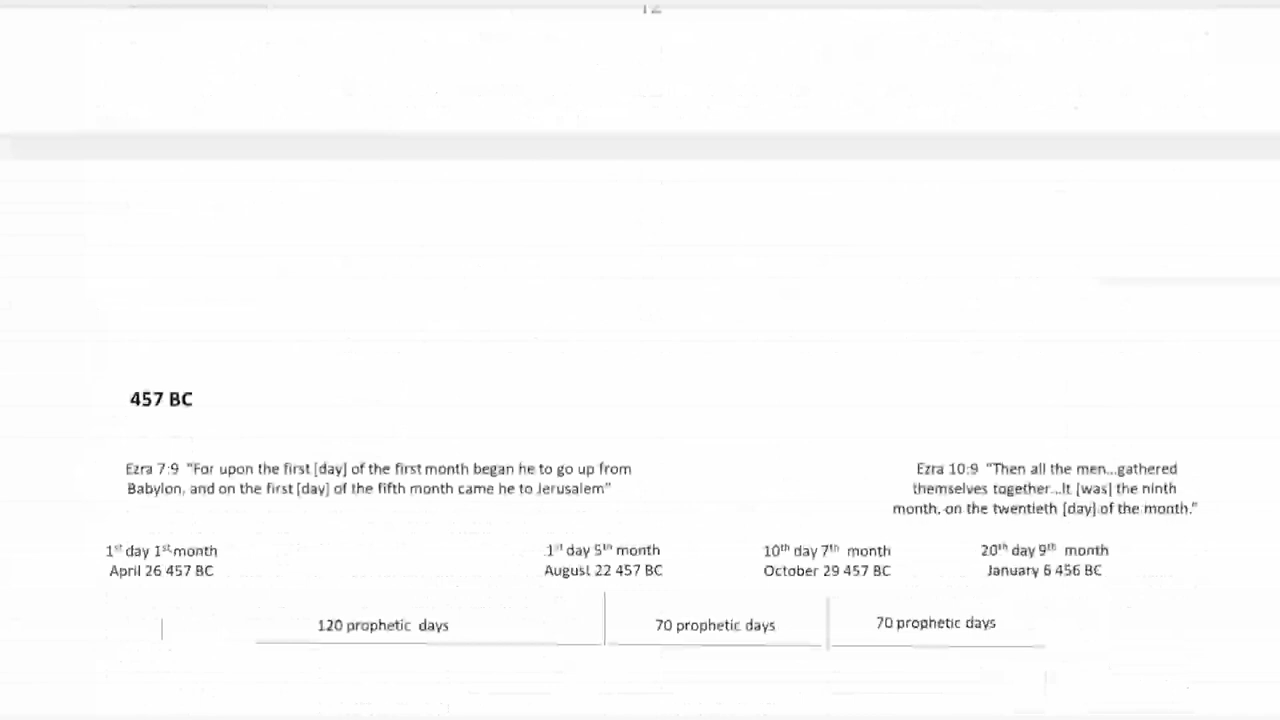 12
457 BC
Ezra 7:9 "For upon the first [day] of the first month began he to go up from
Babylon, and on the first [day] of the fifth month came he to Jerusalem"
Ezra 10:9 "Then all the men...gathered
themselves together...It [was] the ninth
month, on the twentieth [day] of the month."
1st day 1st month
April 26 457 BC
1st day 5th month
August 22 457 BC
10th day 7th month
October 29 457 BC
20th day 9th month
January 6 456 BC
120 prophetic days
70 prophetic days
70 prophetic days